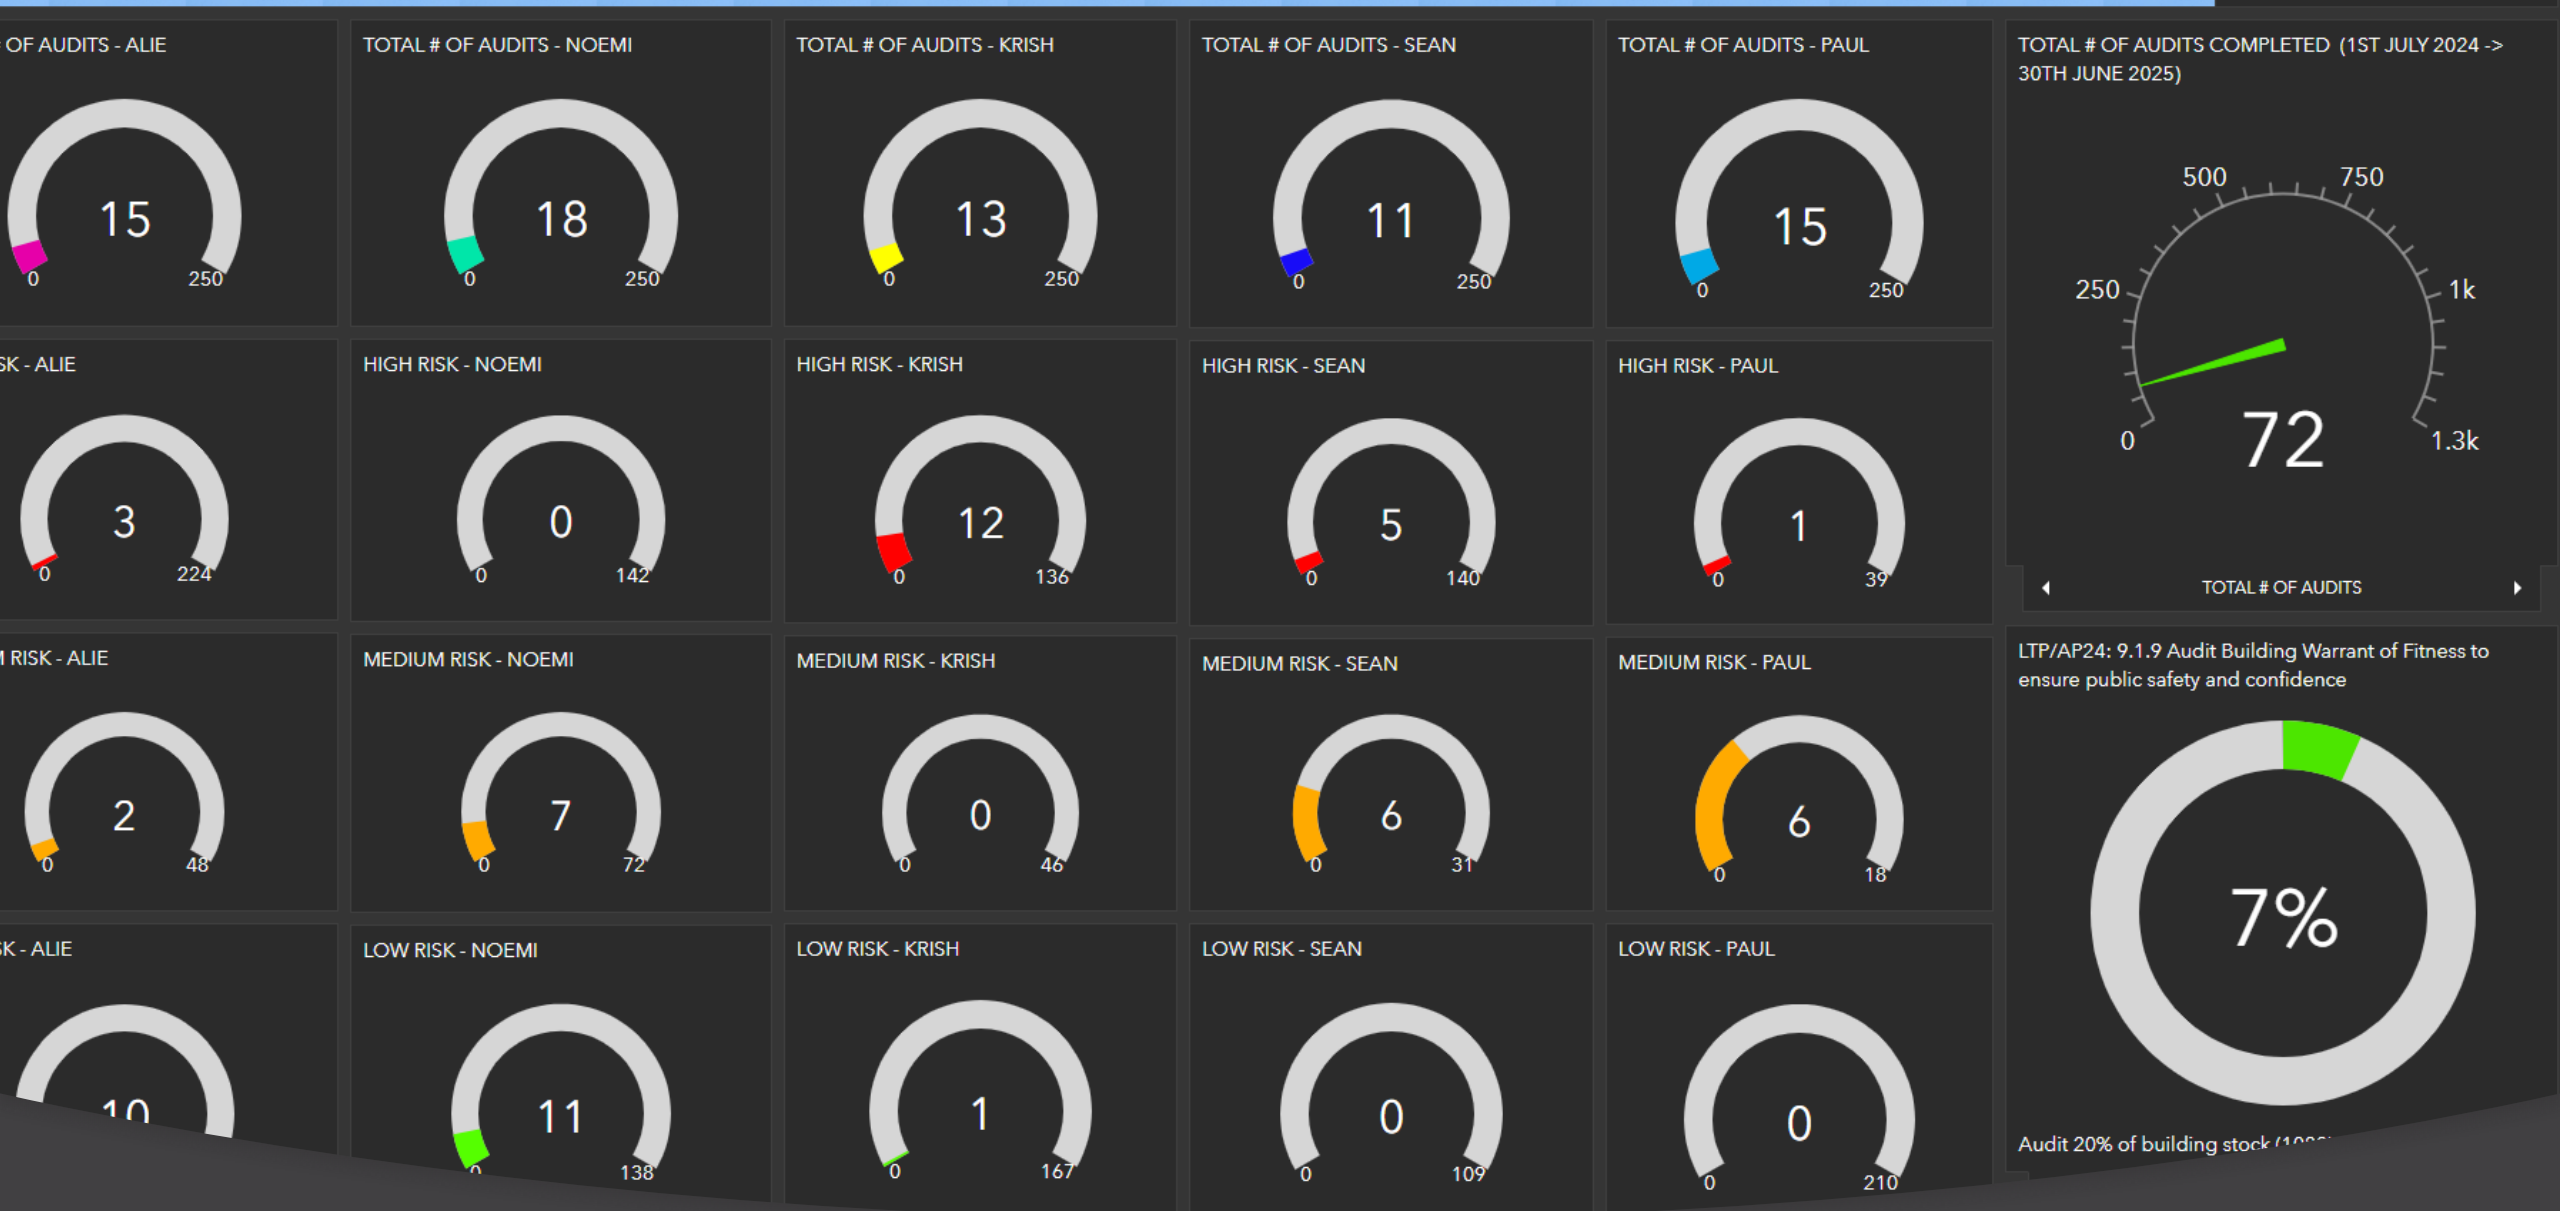 OF AUDITS - ALIE
15
0 250
TOTAL # OF AUDITS - NOEMI
18
0 250
TOTAL # OF AUDITS - KRISH
13
0 250
TOTAL # OF AUDITS - SEAN
11
0 250
TOTAL # OF AUDITS - PAUL
15
0 250
TOTAL # OF AUDITS COMPLETED (1ST JULY 2024 ->
30TH JUNE 2025)
500 750
250 1k
0 1.3k
72
TOTAL # OF AUDITS
SK - ALIE
3
0 224
HIGH RISK - NOEMI
0
0 142
HIGH RISK - KRISH
12
0 136
HIGH RISK - SEAN
5
0 140
HIGH RISK - PAUL
1
0 39
RISK - ALIE
2
0 48
MEDIUM RISK - NOEMI
7
0 72
MEDIUM RISK - KRISH
0
0 46
MEDIUM RISK - SEAN
6
0 31
MEDIUM RISK - PAUL
6
0 18
LTP/AP24: 9.1.9 Audit Building Warrant of Fitness to
ensure public safety and confidence
7%
Audit 20% of building stock
K - ALIE
10
LOW RISK - NOEMI
11
0 138
LOW RISK - KRISH
1
0 167
LOW RISK - SEAN
0
0 109
LOW RISK - PAUL
0
0 210